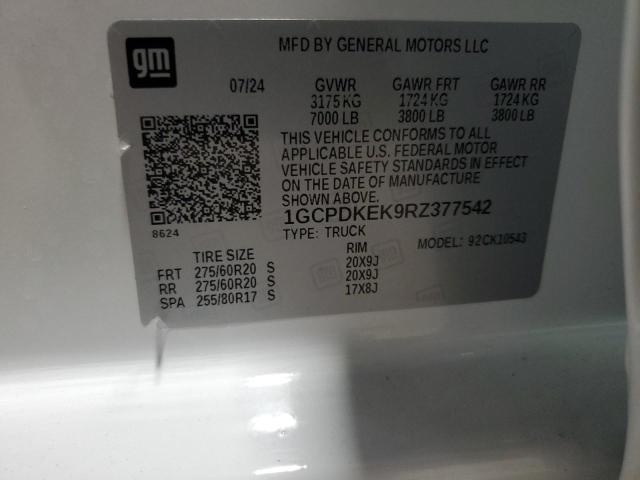 gm
MFD BY GENERAL MOTORS LLC
07/24 GVWR GAWR FRT GAWR RR
3175 KG 1724 KG 1724 KG
7000 LB 3800 LB 3800 LB
THIS VEHICLE CONFORMS TO ALL
APPLICABLE U.S. FEDERAL MOTOR
VEHICLE SAFETY STANDARDS IN EFFECT
ON THE DATE OF MANUFACTURE
SHOWN ABOVE.
1GCPDKEK9RZ377542
8624
TYPE: TRUCK MODEL: 92CK10543
TIRE SIZE RIM
FRT 275/60R20 S 20X9J
RR 275/60R20 S 20X9J
SPA 255/80R17 S 17X8J